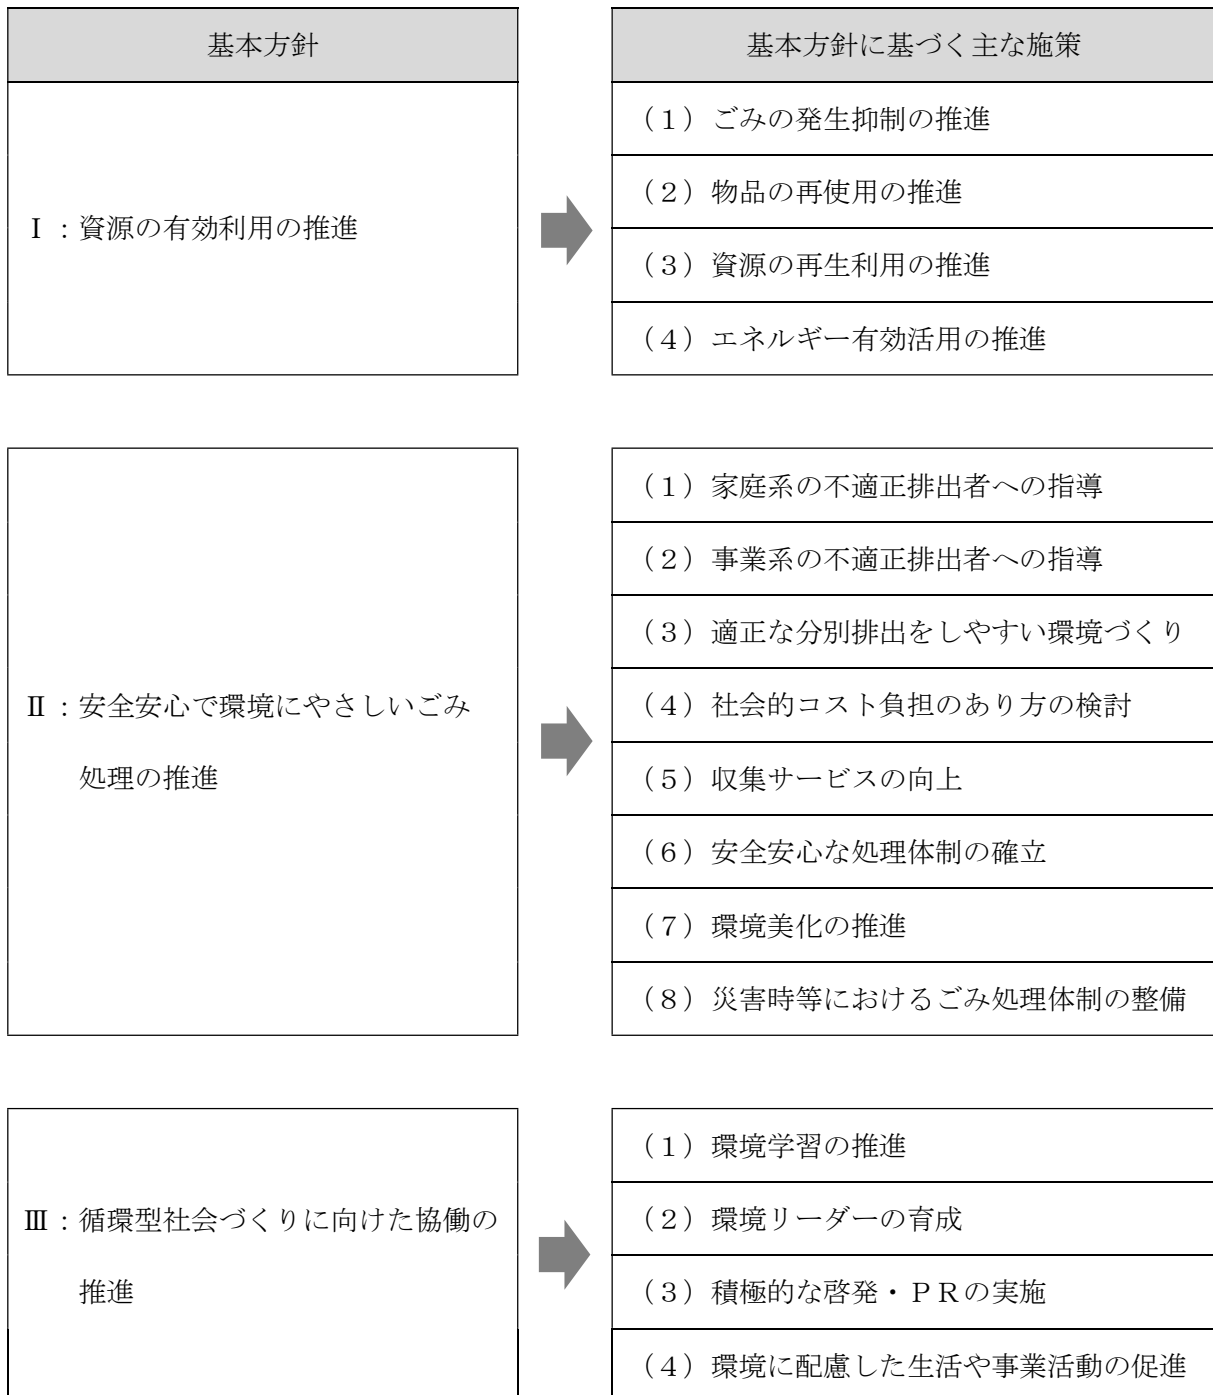 基本方針
基本方針に基づく主な施策
Ⅰ：資源の有効利用の推進
（１）ごみの発生抑制の推進
（２）物品の再使用の推進
（３）資源の再生利用の推進
（４）エネルギー有効活用の推進
Ⅱ：安全安心で環境にやさしいごみ
処理の推進
（１）家庭系の不適正排出者への指導
（２）事業系の不適正排出者への指導
（３）適正な分別排出をしやすい環境づくり
（４）社会的コスト負担のあり方の検討
（５）収集サービスの向上
（６）安全安心な処理体制の確立
（７）環境美化の推進
（８）災害時等におけるごみ処理体制の整備
Ⅲ：循環型社会づくりに向けた協働の
推進
（１）環境学習の推進
（２）環境リーダーの育成
（３）積極的な啓発・ＰＲの実施
（４）環境に配慮した生活や事業活動の促進